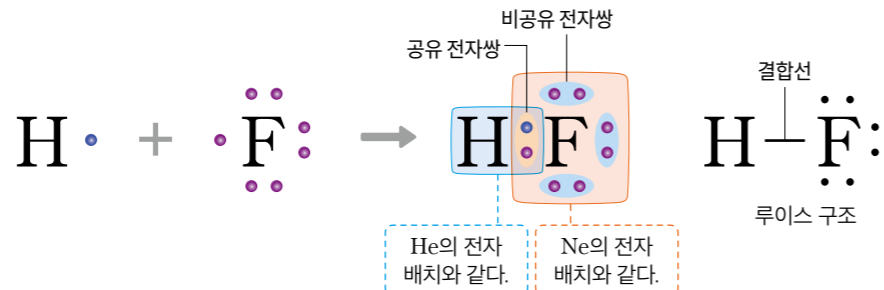 비공유 전자쌍
공유 전자쌍
결합선
H + F → H F H — F
루이스 구조
He의 전자
배치와 같다.
Ne의 전자
배치와 같다.